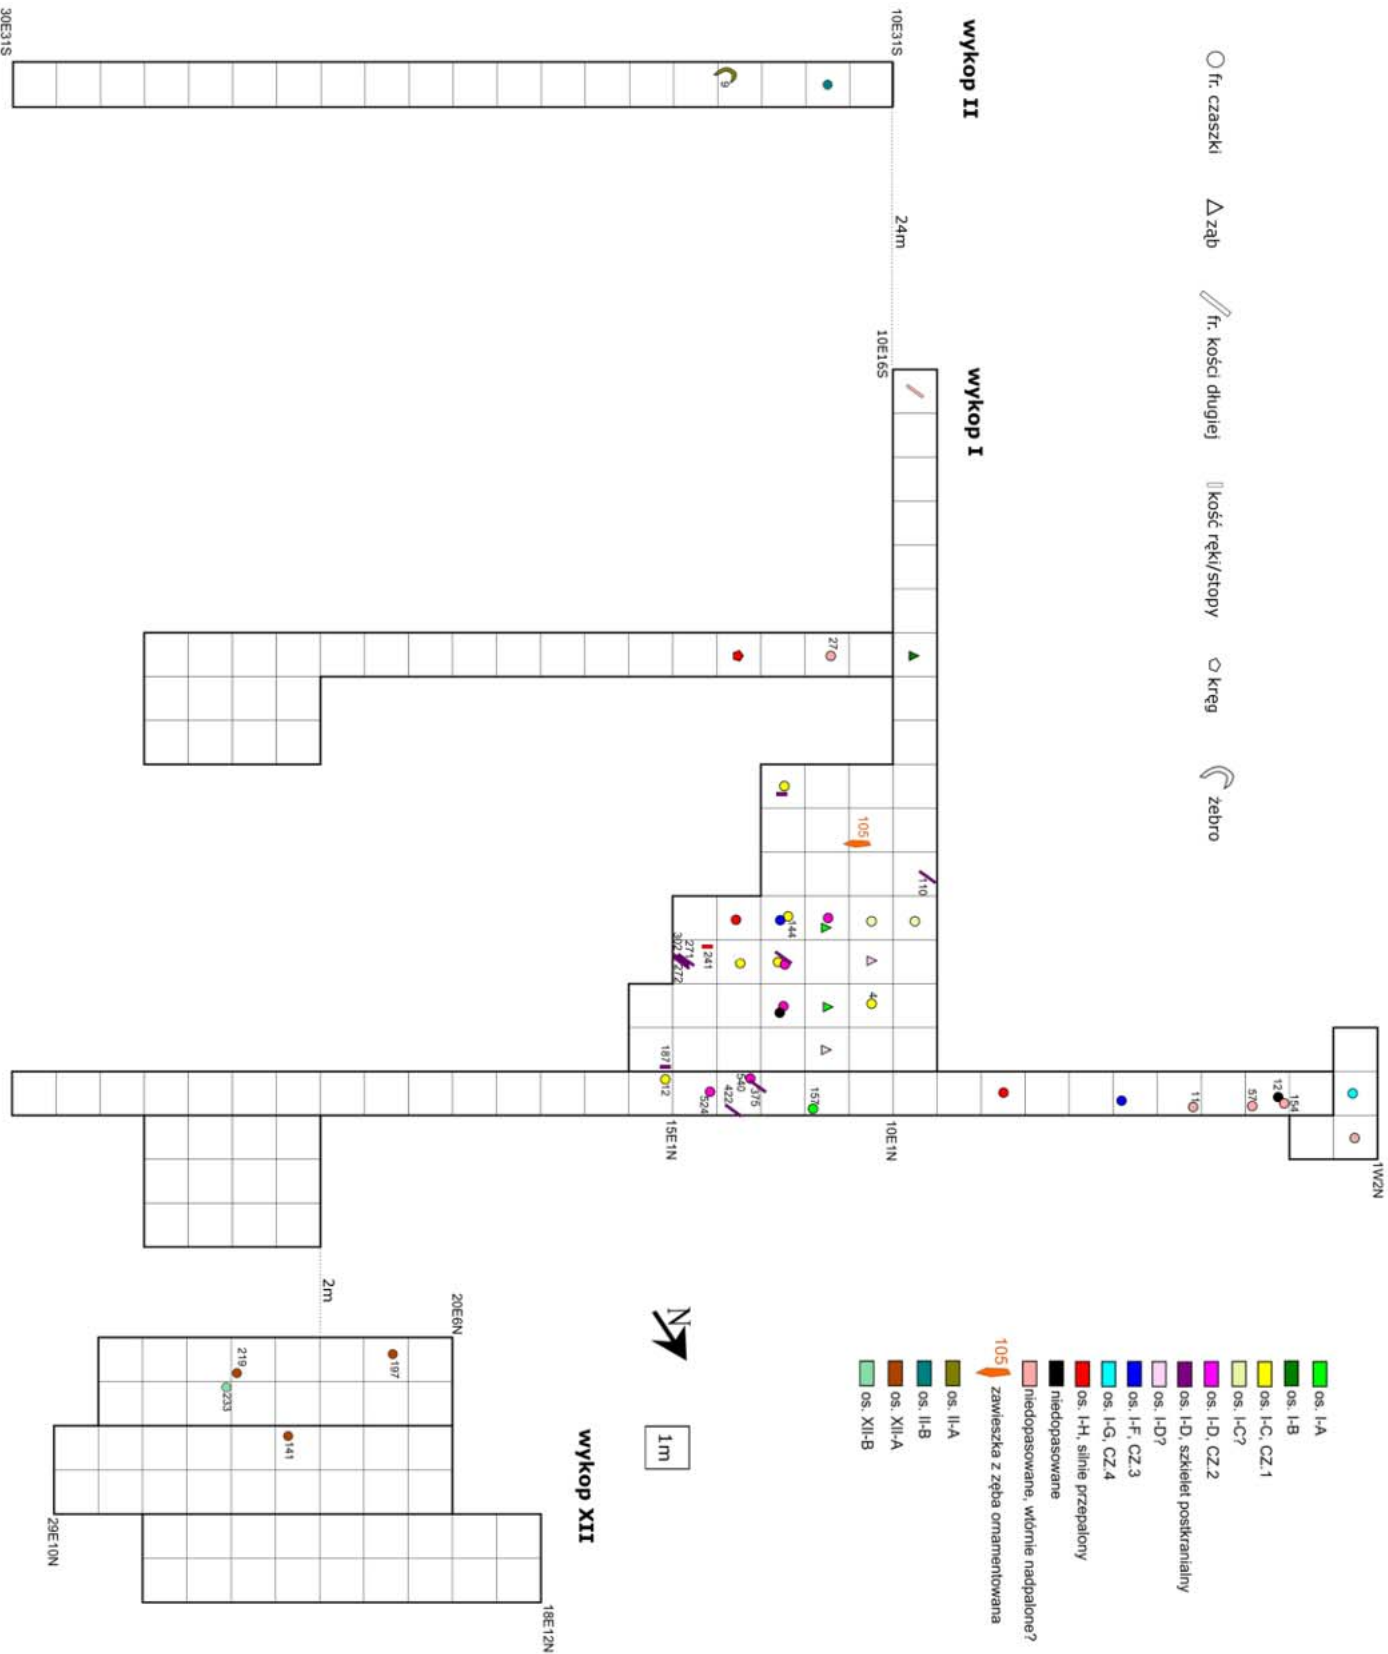 fr. czaszki
ząb
fr. kości długiej
kość ręki/stopy
kręg
żebro
wykop II
10E31S
30E31S
9
24m
wykop I
10E16S
27
105
110
144
241
271
302
272
4
187
12
524
540
375
422
157
15E1N
10E1N
11
57
12
154
1W2N
2m
N
1m
os. I-A
os. I-B
os. I-C, CZ.1
os. I-C?
os. I-D, CZ.2
os. I-D, szkielet postkranialny
os. I-D?
os. I-F, CZ.3
os. I-G, CZ.4
os. I-H, silnie przepalony
niedopasowane
niedopasowane, wtórnie nadpalone?
105
zawieszka z zęba ornamentowana
os. II-A
os. II-B
os. XII-A
os. XII-B
wykop XII
20E6N
197
219
233
141
29E10N
18E12N